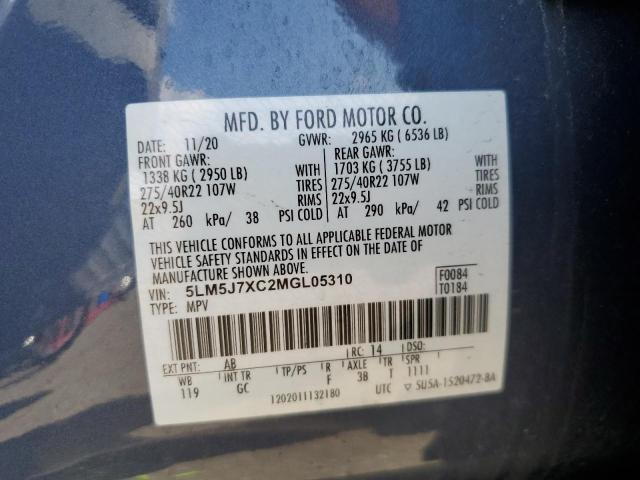 MFD. BY FORD MOTOR CO.
DATE: 11/20 GVWR: 2965 KG ( 6536 LB)
FRONT GAWR: REAR GAWR:
1338 KG ( 2950 LB) WITH 1703 KG ( 3755 LB) WITH
275/40R22 107W TIRES 275/40R22 107W TIRES
22x9.5J RIMS 22x9.5J RIMS
AT 260 kPa/ 38 PSI COLD AT 290 kPa/ 42 PSI COLD
THIS VEHICLE CONFORMS TO ALL APPLICABLE FEDERAL MOTOR
VEHICLE SAFETY STANDARDS IN EFFECT ON THE DATE OF
MANUFACTURE SHOWN ABOVE.
VIN: 5LM5J7XC2MGL05310 F0084
TYPE: MPV T0184
EXT PNT: AB RC: 14 DSO:
WB INT TR TP/PS R AXLE TR SPR
119 GC F 3B T 1111
1202011132180 UTC ▽ 5U5A-1520472-BA